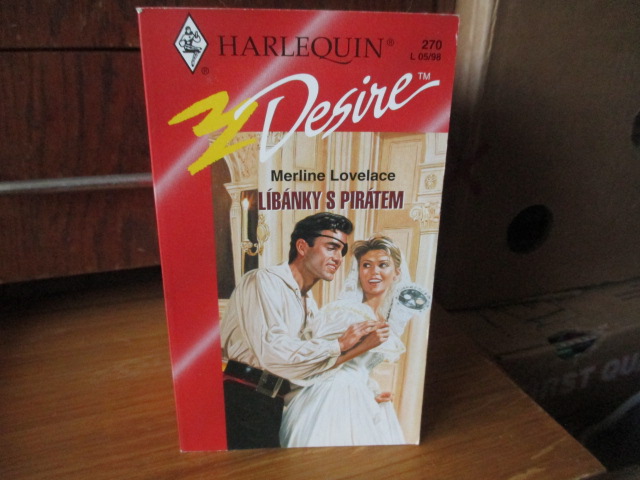 HARLEQUIN®
270
L 05/98
Desire™
Merline Lovelace
LÍBÁNKY S PIRÁTEM